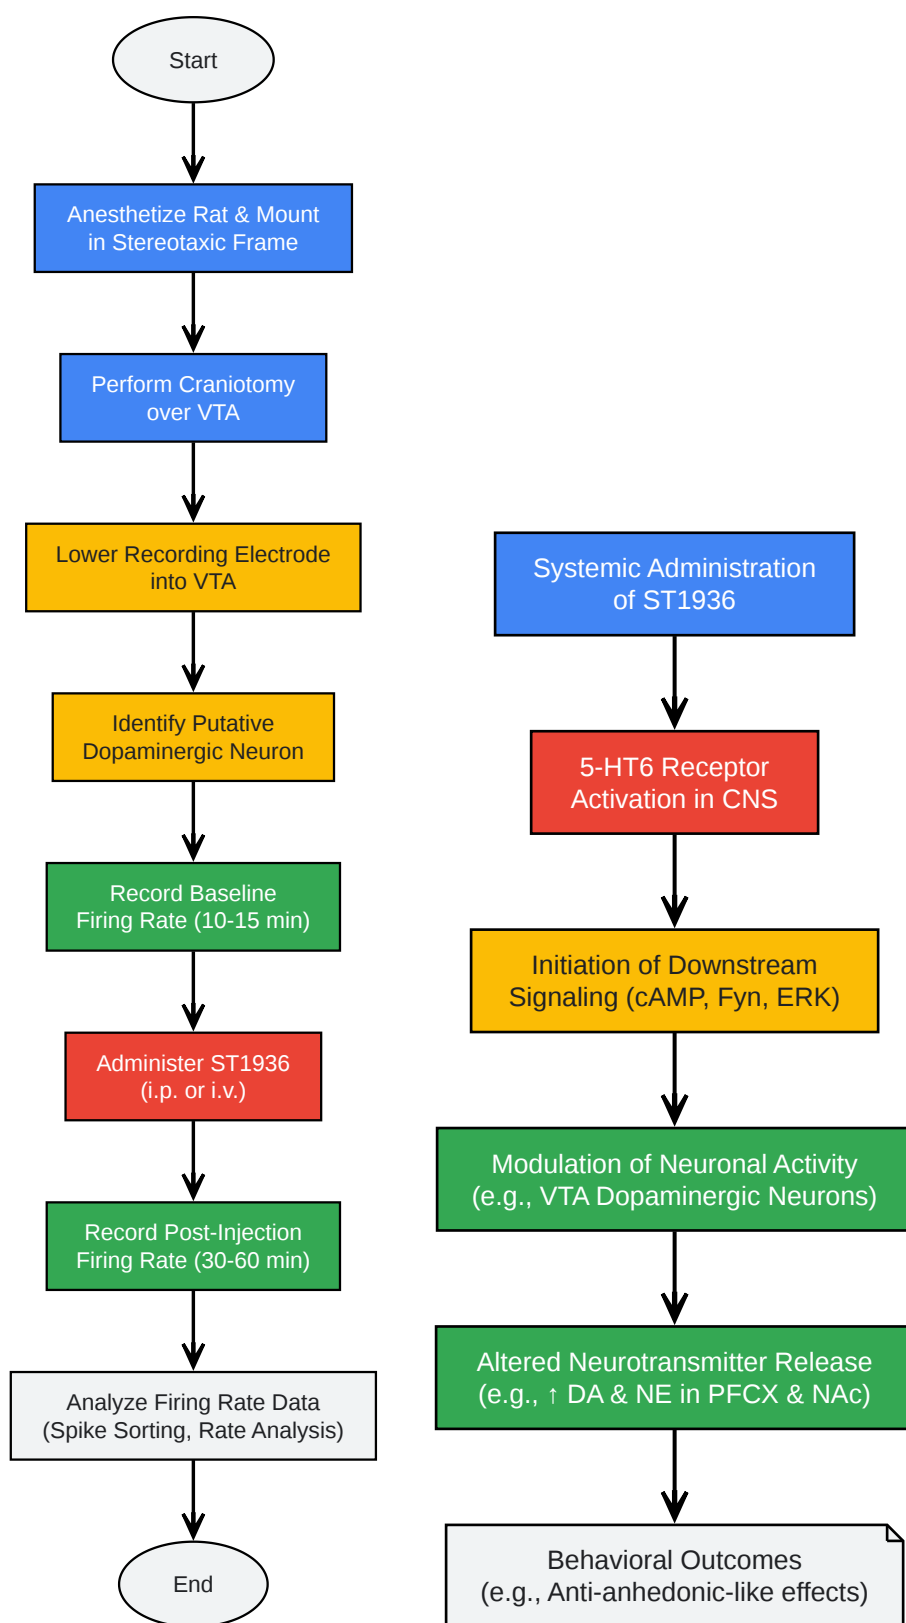 Start
Anesthetize Rat & Mount
in Stereotaxic Frame
Perform Craniotomy
over VTA
Lower Recording Electrode
into VTA
Identify Putative
Dopaminergic Neuron
Record Baseline
Firing Rate (10-15 min)
Administer ST1936
(i.p. or i.v.)
Record Post-Injection
Firing Rate (30-60 min)
Analyze Firing Rate Data
(Spike Sorting, Rate Analysis)
End
Systemic Administration
of ST1936
5-HT6 Receptor
Activation in CNS
Initiation of Downstream
Signaling (cAMP, Fyn, ERK)
Modulation of Neuronal Activity
(e.g., VTA Dopaminergic Neurons)
Altered Neurotransmitter Release
(e.g., ↑ DA & NE in PFCX & NAc)
Behavioral Outcomes
(e.g., Anti-anhedonic-like effects)